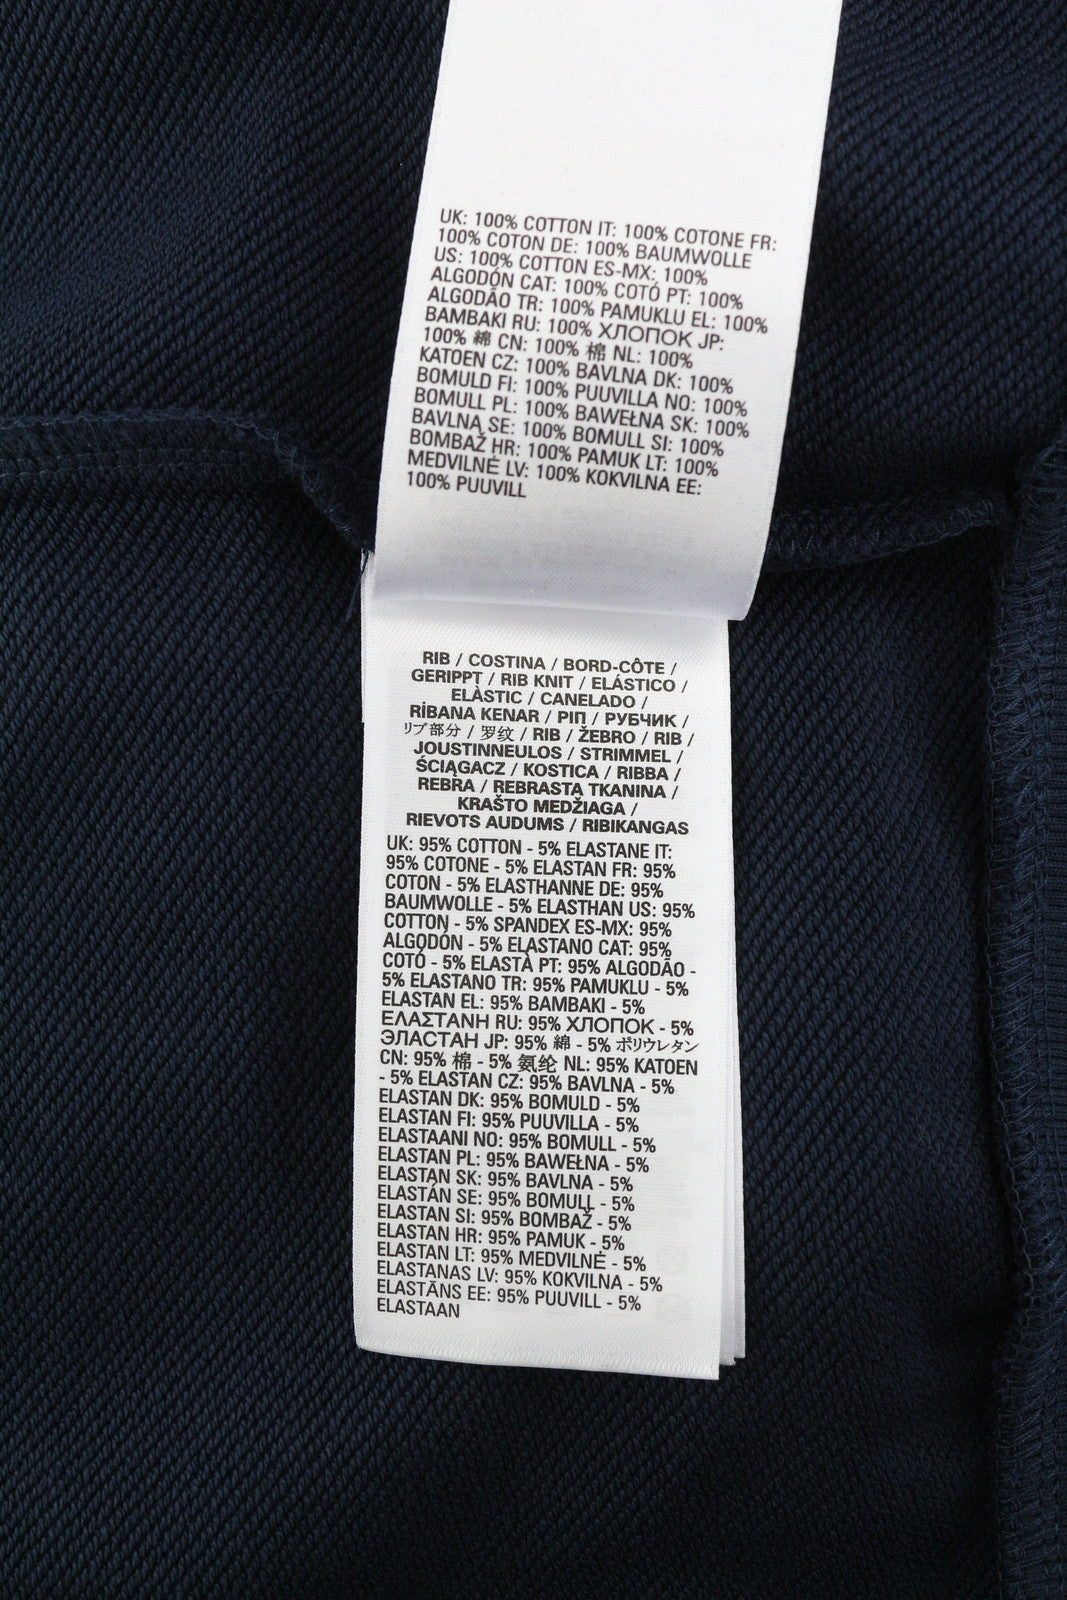 UK: 100% COTTON IT: 100% COTONE FR:
100% COTON DE: 100% BAUMWOLLE
US: 100% COTTON ES-MX: 100%
ALGODÓN CAT: 100% COTÓ PT: 100%
ALGODÃO TR: 100% PAMUKLU EL: 100%
BAMBAKI RU: 100% ХЛОПОК JP:
100% 綿 CN: 100% 棉 NL: 100%
KATOEN CZ: 100% BAVLNA DK: 100%
BOMULD FI: 100% PUUVILLA NO: 100%
BOMULL PL: 100% BAWEŁNA SK: 100%
BAVLNA SE: 100% BOMULL SI: 100%
BOMBAŽ HR: 100% PAMUK LT: 100%
MEDVILNĖ LV: 100% KOKVILNA EE:
100% PUUVILL
RIB / COSTINA / BORD-CÔTE /
GERIPPT / RIB KNIT / ELÁSTICO /
ELÀSTIC / CANELADO /
RİBANA KENAR / ΡΙΠ / РУБЧИК /
リブ部分 / 罗纹 / RIB / ŽEBRO / RIB /
JOUSTINNEULOS / STRIMMEL /
ŚCIĄGACZ / KOSTICA / RIBBA /
REBRA / REBRASTA TKANINA /
KRAŠTO MEDŽIAGA /
RIEVOTS AUDUMS / RIBIKANGAS
UK: 95% COTTON - 5% ELASTANE IT:
95% COTONE - 5% ELASTAN FR: 95%
COTON - 5% ELASTHANNE DE: 95%
BAUMWOLLE - 5% ELASTHAN US: 95%
COTTON - 5% SPANDEX ES-MX: 95%
ALGODÓN - 5% ELASTANO CAT: 95%
COTÓ - 5% ELASTÀ PT: 95% ALGODÃO -
5% ELASTANO TR: 95% PAMUKLU - 5%
ELASTAN EL: 95% BAMBAKI - 5%
ΕΛΑΣΤΑΝΗ RU: 95% ХЛОПОК - 5%
ЭЛАСТАН JP: 95% 綿 - 5% ポリウレタン
CN: 95% 棉 - 5% 氨纶 NL: 95% KATOEN
- 5% ELASTAN CZ: 95% BAVLNA - 5%
ELASTAN DK: 95% BOMULD - 5%
ELASTAN FI: 95% PUUVILLA - 5%
ELASTAANI NO: 95% BOMULL - 5%
ELASTAN PL: 95% BAWEŁNA - 5%
ELASTAN SK: 95% BAVLNA - 5%
ELASTÁN SE: 95% BOMULL - 5%
ELASTAN SI: 95% BOMBAŽ - 5%
ELASTAN HR: 95% PAMUK - 5%
ELASTAN LT: 95% MEDVILNĖ - 5%
ELASTANAS LV: 95% KOKVILNA - 5%
ELASTĀNS EE: 95% PUUVILL - 5%
ELASTAAN